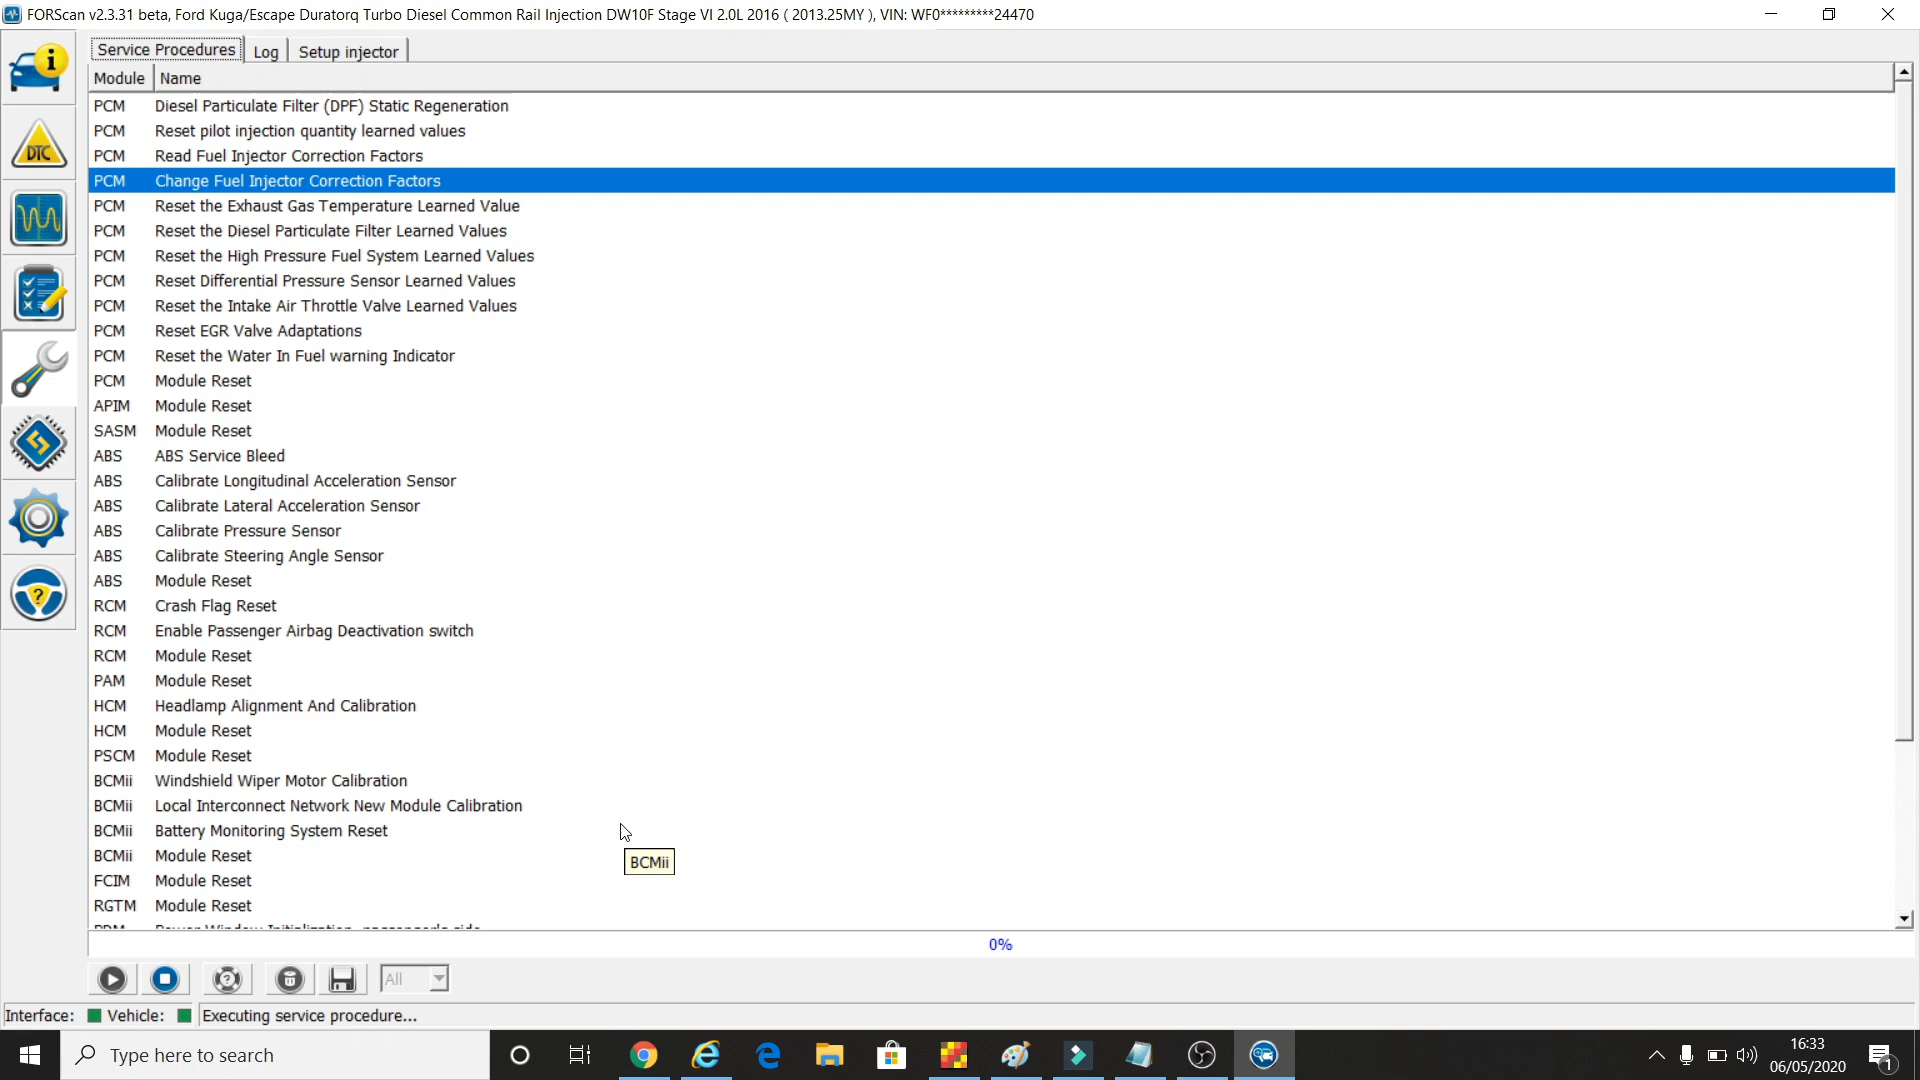 FORScan v2.3.31 beta, Ford Kuga/Escape Duratorq Turbo Diesel Common Rail Injection DW10F Stage VI 2.0L 2016 ( 2013.25MY ), VIN: WF0*********24470
Service Procedures Log Setup injector
Module Name
PCM Diesel Particulate Filter (DPF) Static Regeneration
PCM Reset pilot injection quantity learned values
PCM Read Fuel Injector Correction Factors
PCM Change Fuel Injector Correction Factors
PCM Reset the Exhaust Gas Temperature Learned Value
PCM Reset the Diesel Particulate Filter Learned Values
PCM Reset the High Pressure Fuel System Learned Values
PCM Reset Differential Pressure Sensor Learned Values
PCM Reset the Intake Air Throttle Valve Learned Values
PCM Reset EGR Valve Adaptations
PCM Reset the Water In Fuel warning Indicator
PCM Module Reset
APIM Module Reset
SASM Module Reset
ABS ABS Service Bleed
ABS Calibrate Longitudinal Acceleration Sensor
ABS Calibrate Lateral Acceleration Sensor
ABS Calibrate Pressure Sensor
ABS Calibrate Steering Angle Sensor
ABS Module Reset
RCM Crash Flag Reset
RCM Enable Passenger Airbag Deactivation switch
RCM Module Reset
PAM Module Reset
HCM Headlamp Alignment And Calibration
HCM Module Reset
PSCM Module Reset
BCMii Windshield Wiper Motor Calibration
BCMii Local Interconnect Network New Module Calibration
BCMii Battery Monitoring System Reset
BCMii Module Reset
BCMii
FCIM Module Reset
RGTM Module Reset
0%
All
Interface: Vehicle: Executing service procedure...
Type here to search
16:33
06/05/2020
1
DTC